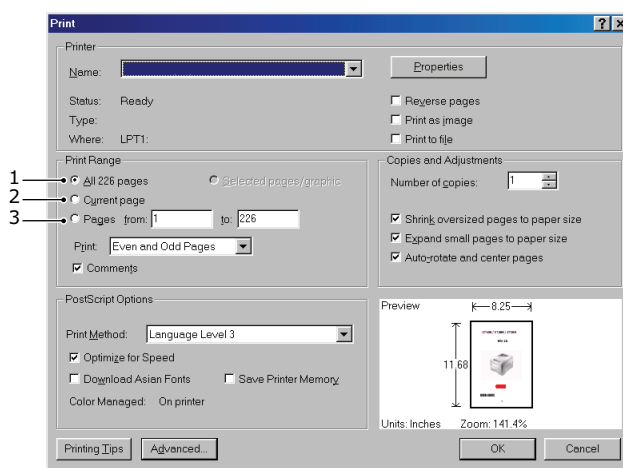 Print
Printer
Name:
Properties
Status: Ready
Reverse pages
Type:
Print as image
Where: LPT1:
Print to file
Print Range
1 All 226 pages Selected pages/graphic
2 Current page
3 Pages from: 1 to: 226
Print: Even and Odd Pages
Comments
Copies and Adjustments
Number of copies: 1
Shrink oversized pages to paper size
Expand small pages to paper size
Auto-rotate and center pages
PostScript Options
Print Method: Language Level 3
Optimize for Speed
Download Asian Fonts Save Printer Memory
Color Managed: On printer
Preview
8.25
11.68
Units: Inches Zoom: 141.4%
Printing Tips Advanced... OK Cancel